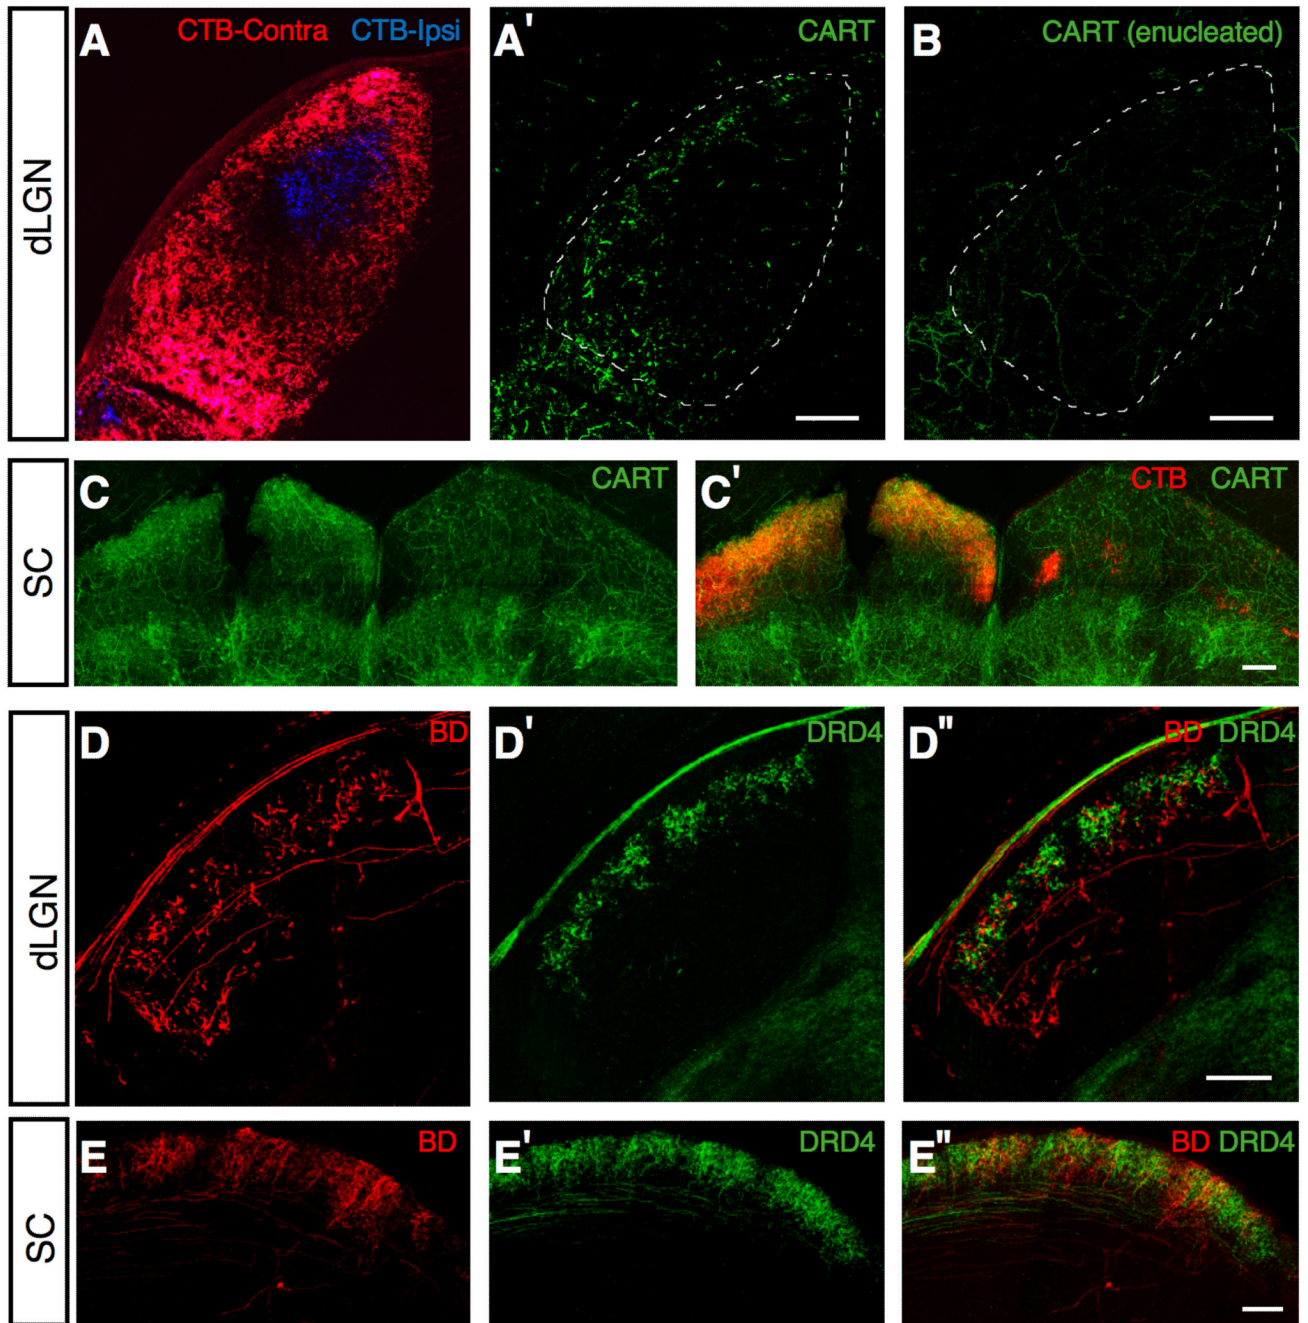 dLGN
A
CTB-Contra CTB-Ipsi
A'
CART
B
CART (enucleated)
SC
C
CART
C'
CTB CART
dLGN
D
BD
D'
DRD4
D"
BD DRD4
SC
E
BD
E'
DRD4
E"
BD DRD4